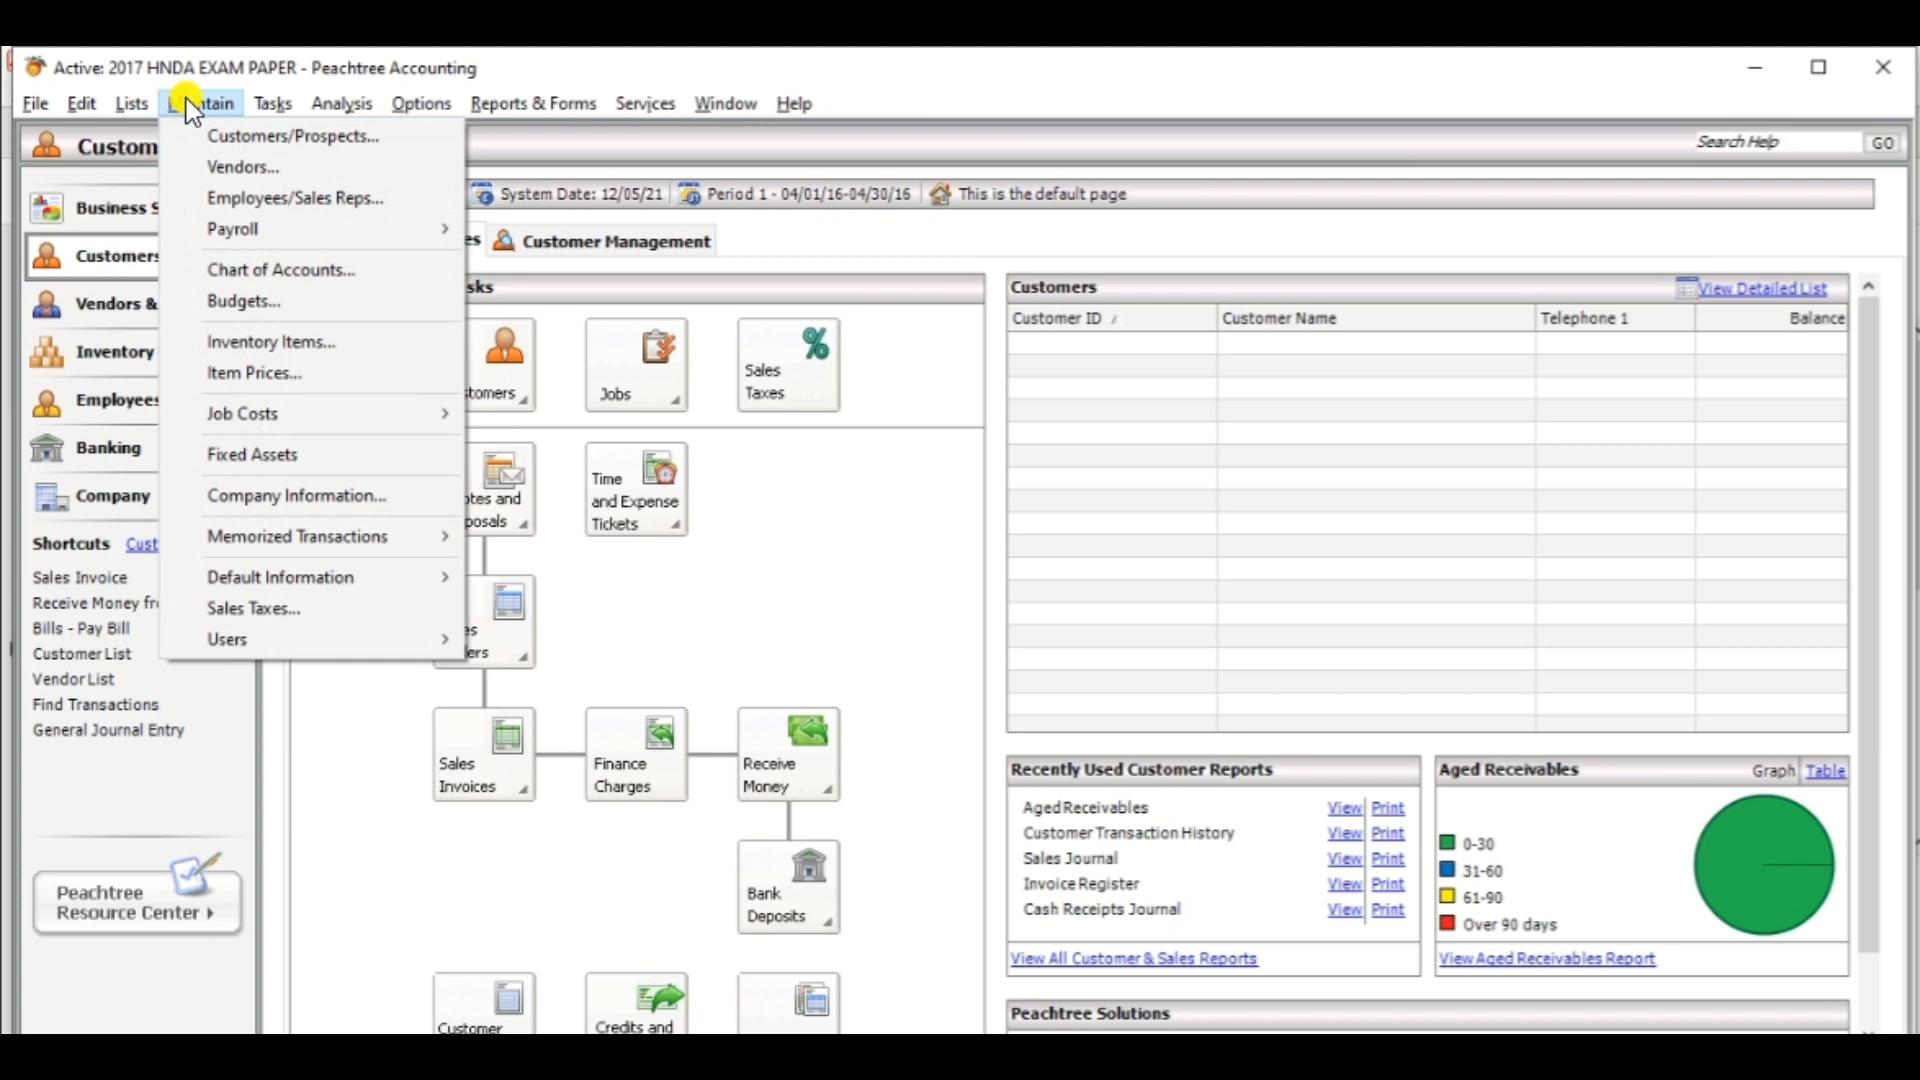 Active: 2017 HNDA EXAM PAPER - Peachtree Accounting
File Edit Lists Tasks Analysis Options Reports & Forms Services Window Help
Search Help GO
System Date: 12/05/21 Period 1 - 04/01/16-04/30/16 This is the default page
Customer Management
Business
Customers
Vendors &
Inventory
Employees
Banking
Company
Shortcuts
Sales Invoice
Receive Money
Bills - Pay Bill
Customer List
Vendor List
Find Transactions
General Journal Entry
Peachtree
Resource Center
Customers/Prospects...
Vendors...
Employees/Sales Reps...
Payroll
Chart of Accounts...
Budgets...
Inventory Items...
Item Prices...
Job Costs
Fixed Assets
Company Information...
Memorized Transactions
Default Information
Sales Taxes...
Users
Jobs
Sales
Taxes
and
Time
and Expense
Tickets
Sales
Invoices
Finance
Charges
Receive
Money
Bank
Deposits
Customer
Credits and
Customers View Detailed List
Customer ID Customer Name Telephone 1 Balance
Recently Used Customer Reports
Aged Receivables View Print
Customer Transaction History View Print
Sales Journal View Print
Invoice Register View Print
Cash Receipts Journal View Print
View All Customer & Sales Reports
Aged Receivables Graph Table
0-30
31-60
61-90
Over 90 days
View Aged Receivables Report
Peachtree Solutions